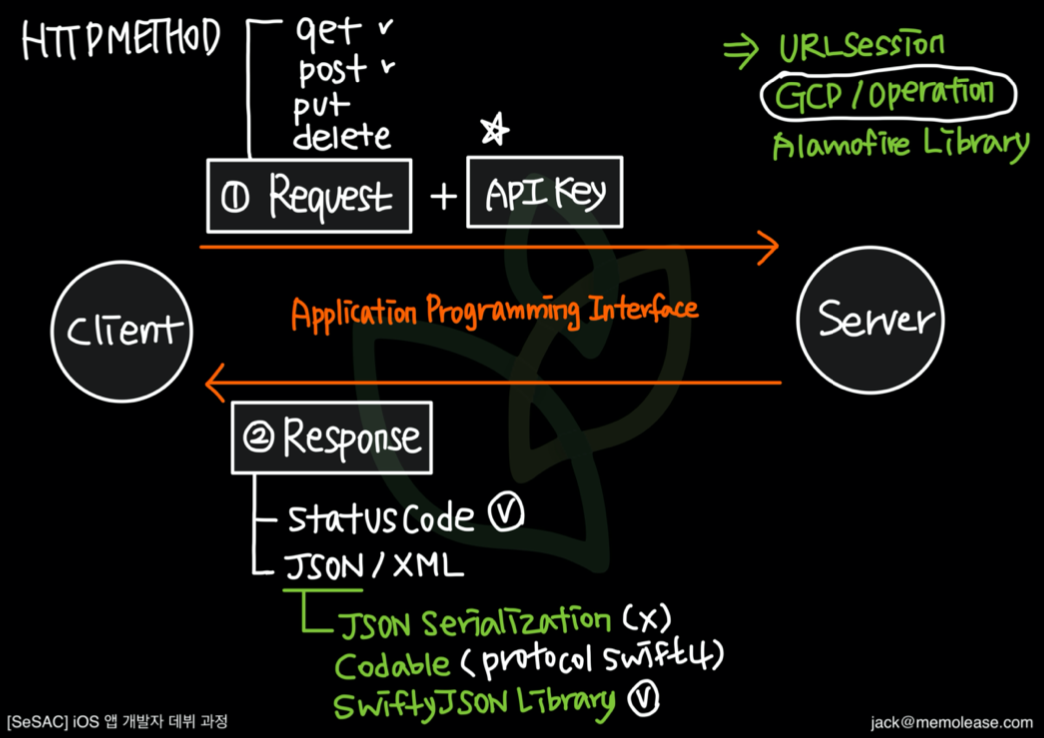 HTTPMETHOD
get v
post v
put
delete
⇒ URLSession
GCP / Operation
Alamofire Library
① Request + API Key
Client
Application Programming Interface
Server
② Response
Status Code V
JSON / XML
JSON Serialization (X)
Codable (protocol swift4)
SwiftyJSON Library V
[SeSAC] iOS 앱 개발자 데뷔 과정
jack@memolease.com